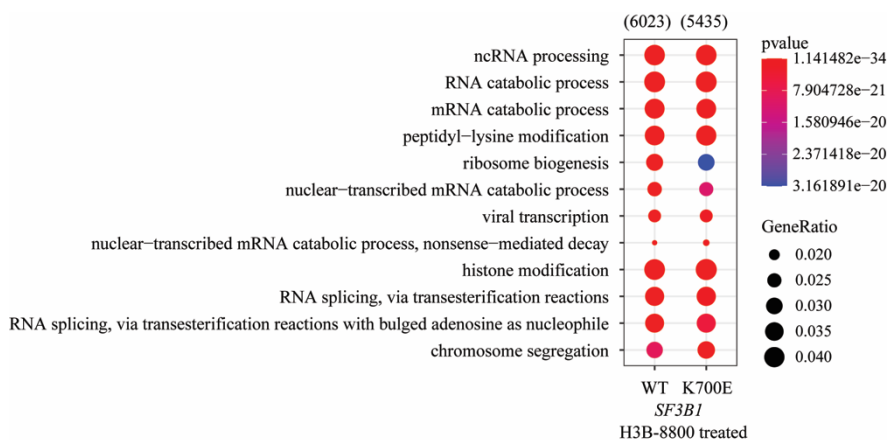 (6023) (5435)
ncRNA processing
RNA catabolic process
mRNA catabolic process
peptidyl−lysine modification
ribosome biogenesis
nuclear−transcribed mRNA catabolic process
viral transcription
nuclear−transcribed mRNA catabolic process, nonsense−mediated decay
histone modification
RNA splicing, via transesterification reactions
RNA splicing, via transesterification reactions with bulged adenosine as nucleophile
chromosome segregation
WT K700E
SF3B1
H3B-8800 treated
pvalue
1.141482e−34
7.904728e−21
1.580946e−20
2.371418e−20
3.161891e−20
GeneRatio
0.020
0.025
0.030
0.035
0.040